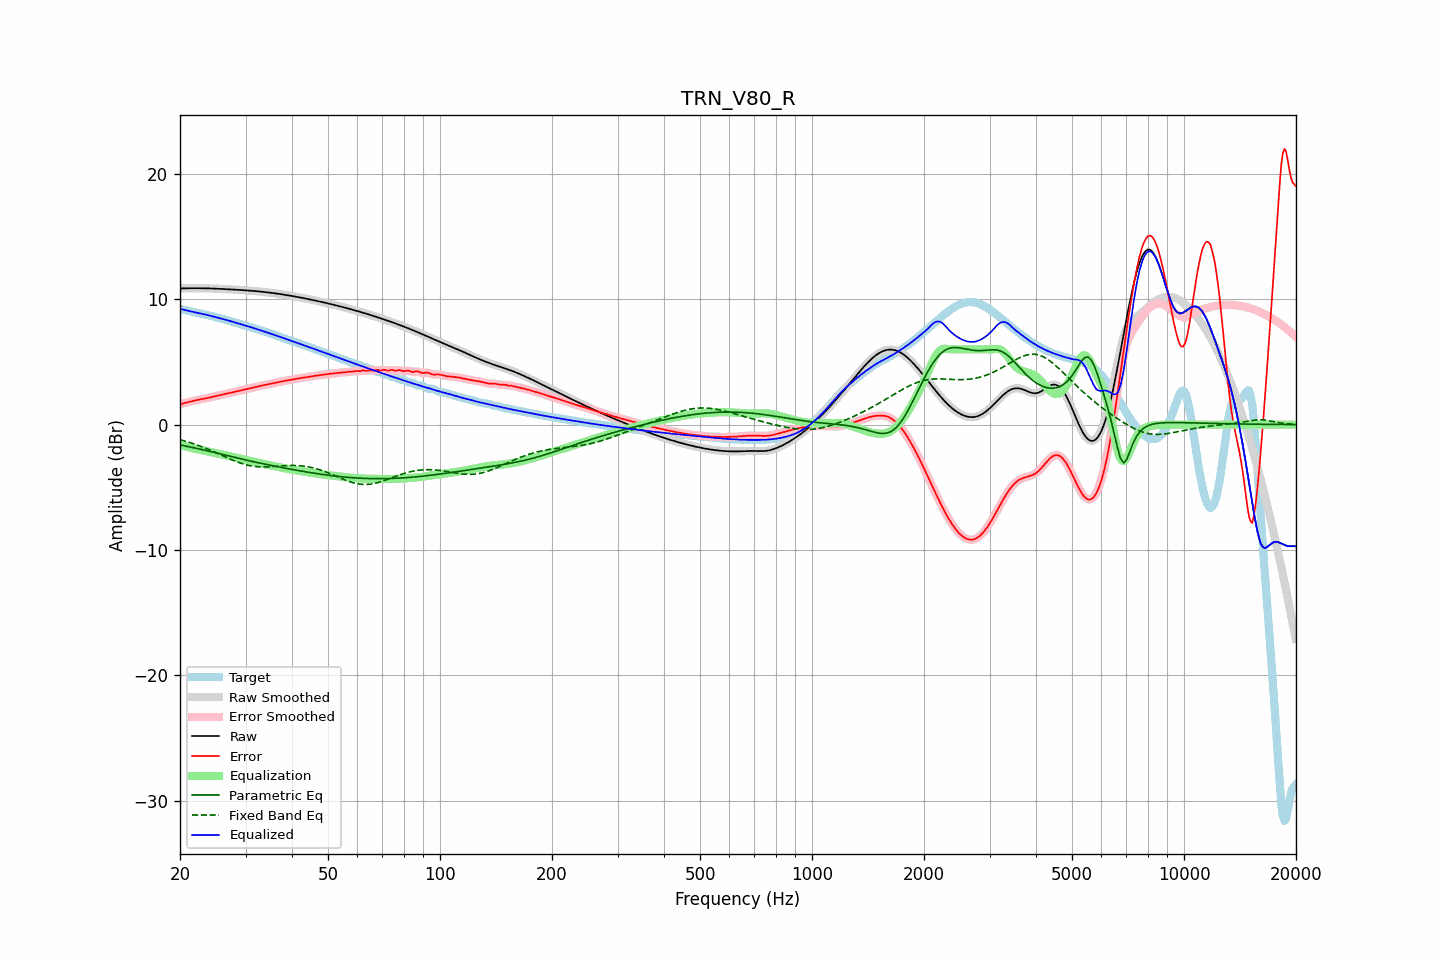 TRN_V80_R
Amplitude (dBr)
20
10
0
−10
−20
−30
Target
Raw Smoothed
Error Smoothed
Raw
Error
Equalization
Parametric Eq
Fixed Band Eq
Equalized
20 50 100 200 500 1000 2000 5000 10000 20000
Frequency (Hz)